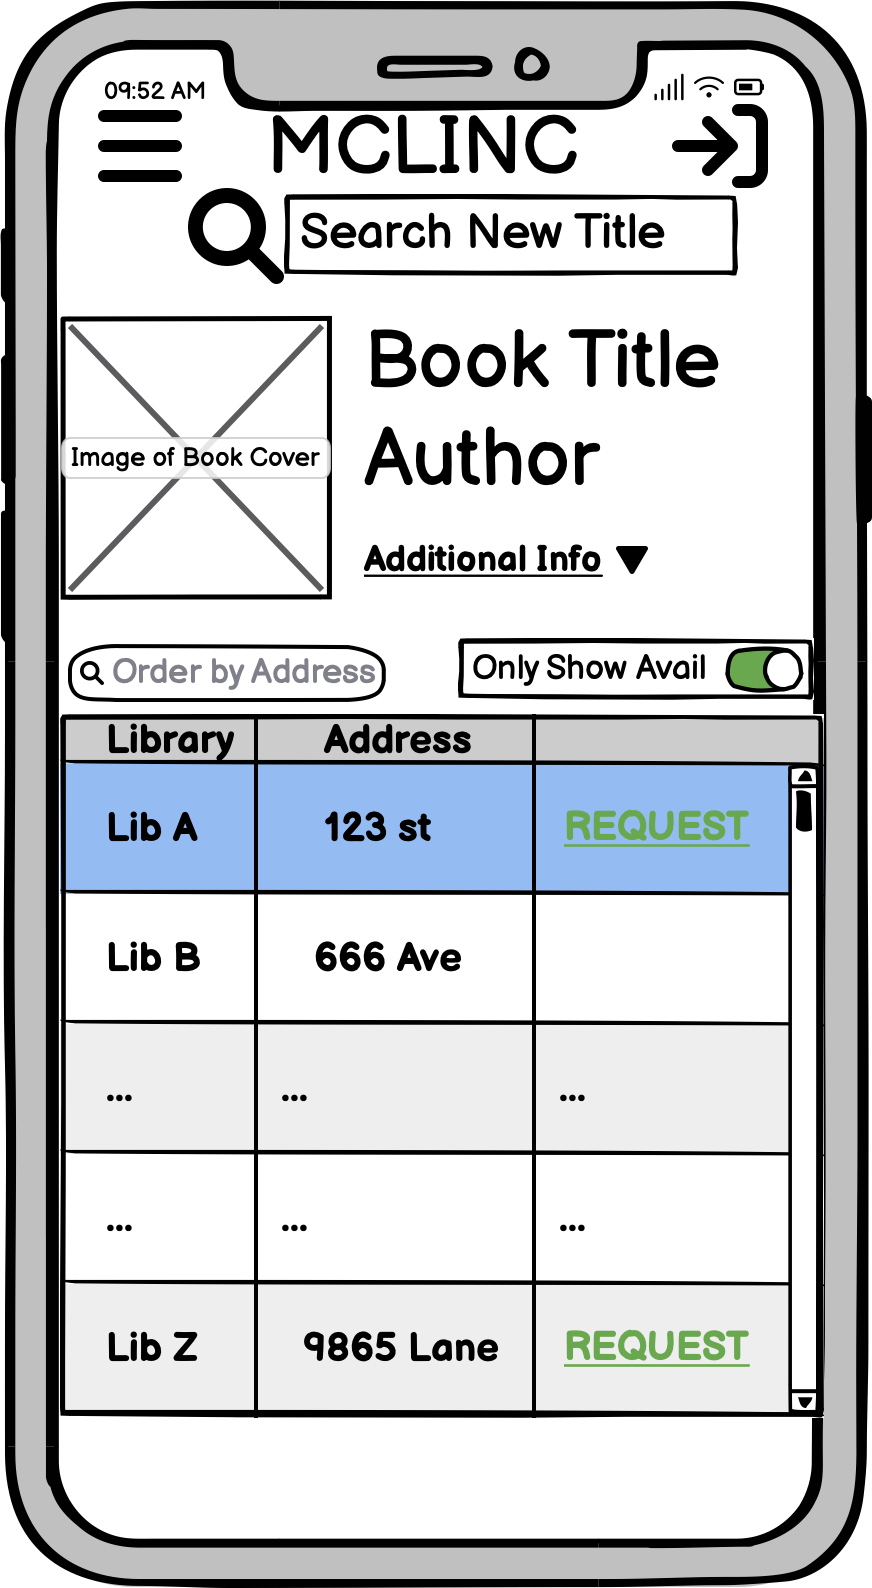 09:52 AM
MCLINC
Search New Title
Book Title
Author
Image of Book Cover
Additional Info
Order by Address
Only Show Avail
Library Address
Lib A 123 st REQUEST
Lib B 666 Ave
... ... ...
... ... ...
Lib Z 9865 Lane REQUEST